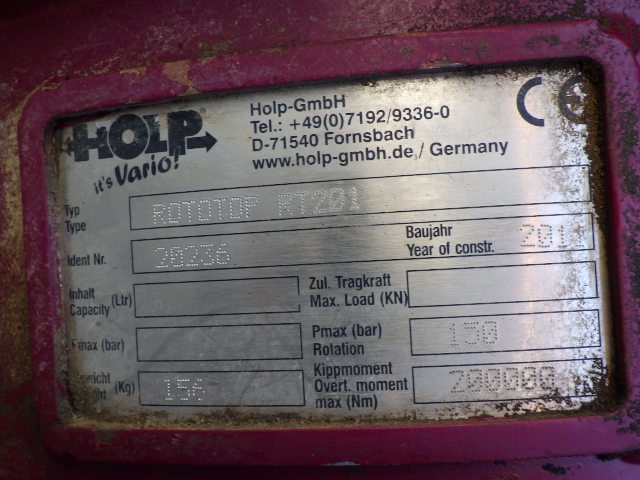 HOLP
it's Vario!
Holp-GmbH
Tel.: +49(0)7192/9336-0
D-71540 Fornsbach
www.holp-gmbh.de / Germany
CE
Typ
Type
ROTOTOP RT201
Ident Nr.
20236
Baujahr
Year of constr.
Inhalt
Capacity (Ltr)
Zul. Tragkraft
Max. Load (KN)
(bar)
Pmax (bar)
Rotation
150
(Kg)
156
Kippmoment
Overt. moment
max (Nm)
200000